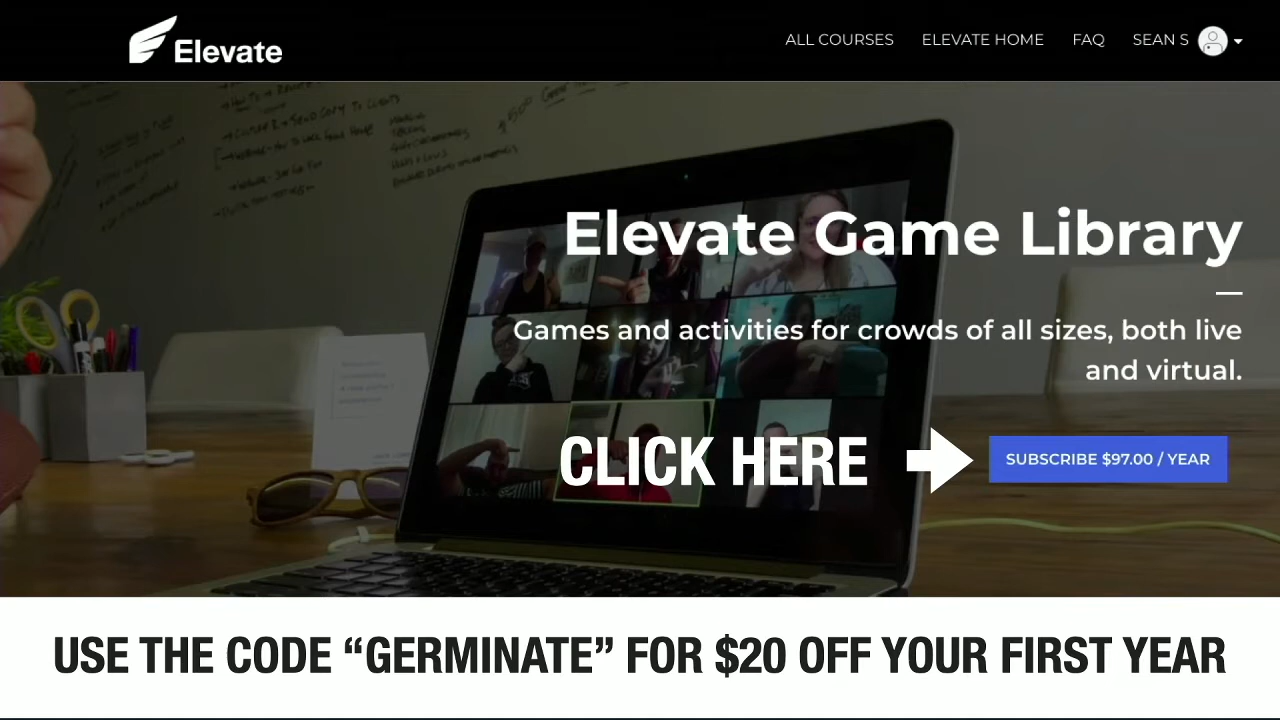 Elevate
ALL COURSES ELEVATE HOME FAQ SEAN S
Elevate Game Library
Games and activities for crowds of all sizes, both live
and virtual.
CLICK HERE
SUBSCRIBE $97.00 / YEAR
USE THE CODE “GERMINATE” FOR $20 OFF YOUR FIRST YEAR